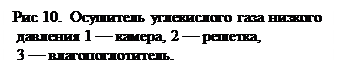 Рис 10. Осушитель углекислого газа низкого
давления 1 — камера, 2 — решетка,
3 — влагопоглотитель.